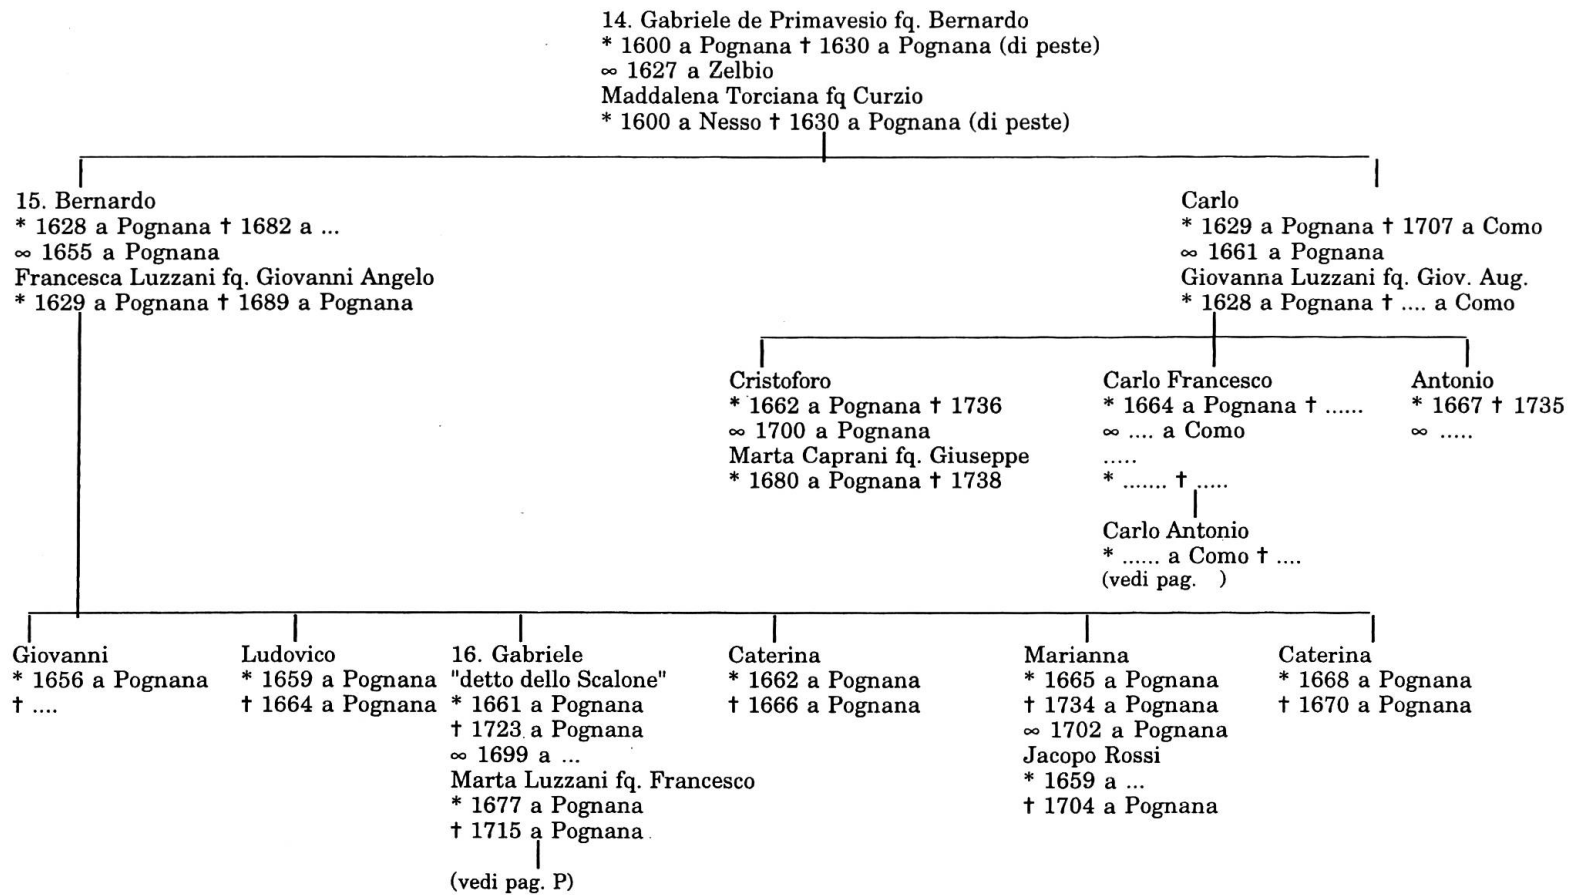 14. Gabriele de Primavesio fq. Bernardo
* 1600 a Pognana † 1630 a Pognana (di peste)
∞ 1627 a Zelbio
Maddalena Torciana fq Curzio
* 1600 a Nesso † 1630 a Pognana (di peste)
15. Bernardo
* 1628 a Pognana † 1682 a ...
∞ 1655 a Pognana
Francesca Luzzani fq. Giovanni Angelo
* 1629 a Pognana † 1689 a Pognana
Carlo
* 1629 a Pognana † 1707 a Como
∞ 1661 a Pognana
Giovanna Luzzani fq. Giov. Aug.
* 1628 a Pognana † .... a Como
Cristoforo
* 1662 a Pognana † 1736
∞ 1700 a Pognana
Marta Caprani fq. Giuseppe
* 1680 a Pognana † 1738
Carlo Francesco
* 1664 a Pognana † ......
∞ .... a Como
.....
* ....... † .....
Carlo Antonio
* ...... a Como † ....
(vedi pag. )
Antonio
* 1667 † 1735
∞ .....
Giovanni
* 1656 a Pognana
† ....
Ludovico
* 1659 a Pognana
† 1664 a Pognana
16. Gabriele
"detto dello Scalone"
* 1661 a Pognana
† 1723 a Pognana
∞ 1699 a ...
Marta Luzzani fq. Francesco
* 1677 a Pognana
† 1715 a Pognana
(vedi pag. P)
Caterina
* 1662 a Pognana
† 1666 a Pognana
Marianna
* 1665 a Pognana
† 1734 a Pognana
∞ 1702 a Pognana
Jacopo Rossi
* 1659 a ...
† 1704 a Pognana
Caterina
* 1668 a Pognana
† 1670 a Pognana